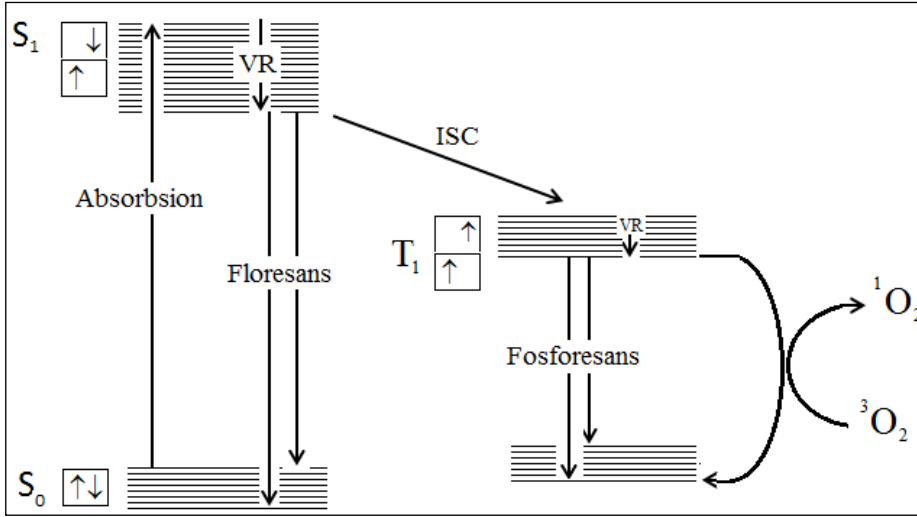 S₁
↓
↑
VR
ISC
Absorbsion
VR
↑
T₁
↑
Floresans
¹O₂
Fosforesans
³O₂
S₀ ↑↓